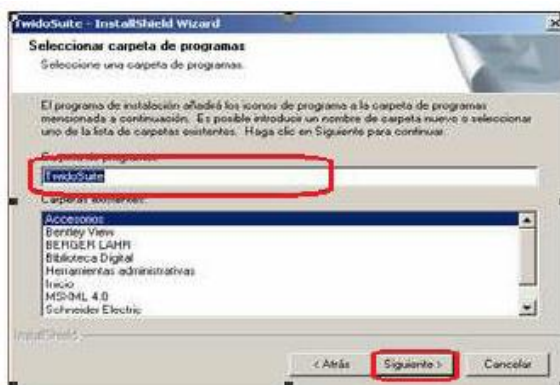 TwidoSuite - InstallShield Wizard
Seleccionar carpeta de programas
Seleccione una carpeta de programas.
El programa de instalación añadirá los iconos de programa a la carpeta de programas
mencionada a continuación. Es posible introducir un nombre de carpeta nuevo o seleccionar
uno de la lista de carpetas existentes. Haga clic en Siguiente para continuar.
Carpeta de programas:
TwidoSuite
Carpetas existentes:
Accesorios
Bentley View
BERGER LAHR
Biblioteca Digital
Herramientas administrativas
Inicio
MSXML 4.0
Schneider Electric
InstallShield
< Atrás
Siguiente >
Cancelar